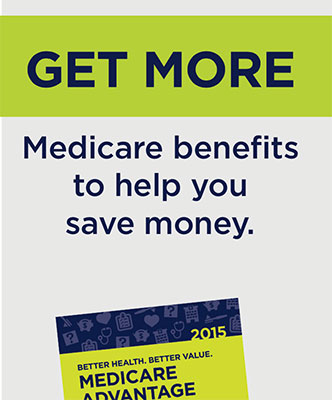 GET MORE
Medicare benefits
to help you
save money.
2015
BETTER HEALTH. BETTER VALUE.
MEDICARE
ADVANTAGE